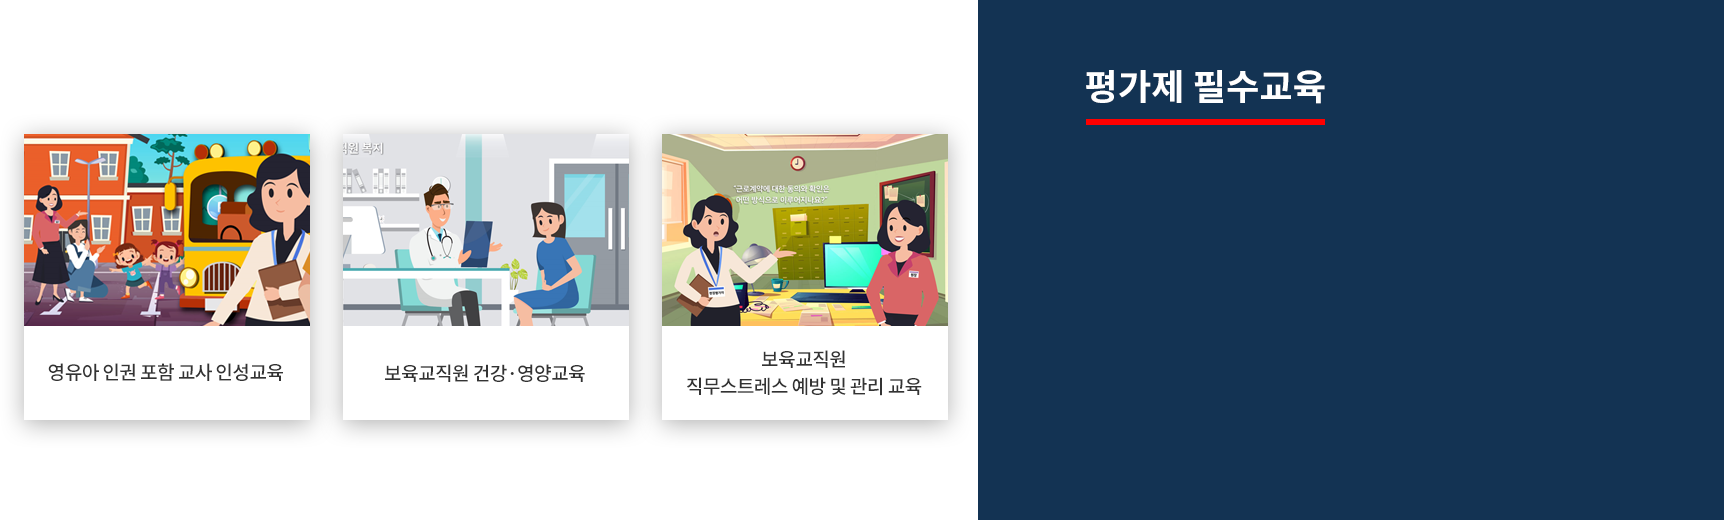 직원 복지
"근로계약에 대한 동의와 확인은
어떤 방식으로 이루어지나요?"
영유아 인권 포함 교사 인성교육
보육교직원 건강·영양교육
보육교직원
직무스트레스 예방 및 관리 교육
평가제 필수교육